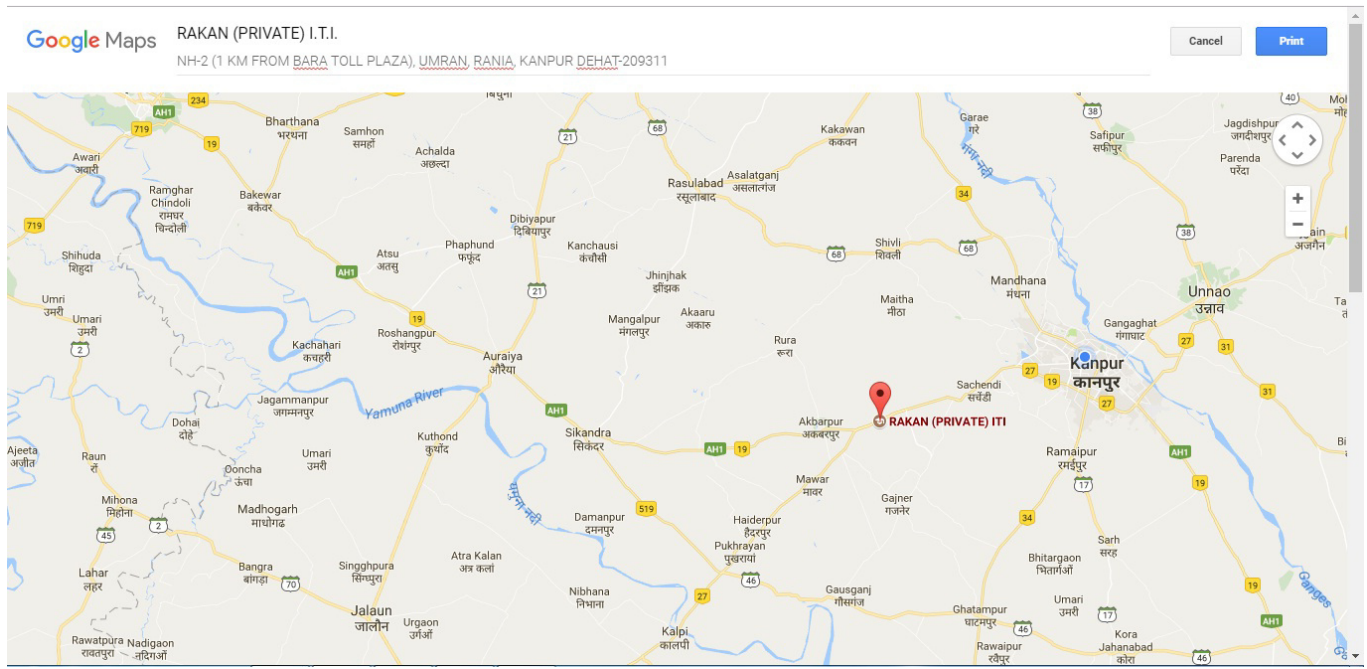 Google Maps
RAKAN (PRIVATE) I.T.I.
NH-2 (1 KM FROM BARA TOLL PLAZA), UMRAN, RANIA, KANPUR DEHAT-209311
Cancel
Print
234
AH1
719
19
Bharthana
भरथना
Samhon
समहों
Achalda
अछल्दा
21
68
Kakawan
ककवन
Garae
गरे
गंगा नदी
38
Safipur
सफीपुर
40
Jagdishpur
जगदीशपुर
Parenda
परेंदा
Awari
अवारी
Ramghar
Chindoli
रामघर
चिन्दोली
Bakewar
बकेवर
Rasulabad
रसूलाबाद
Asalatganj
असलातगंज
34
+
−
719
Dibiyapur
दिबियापुर
Phaphund
फफूंद
Kanchausi
कंचौसी
Shivli
शिवली
68
68
38
अजगैन
Shihuda
शिहुदा
Atsu
अतसु
AH1
21
Jhinjhak
झींझक
Mandhana
मंधना
Unnao
उन्नाव
Umri
उमरी
Umari
उमरी
2
19
Roshangpur
रोशंगपुर
Mangalpur
मंगलपुर
Akaaru
अकारु
Maitha
मैठा
Gangaghat
गंगाघाट
27
31
Kachahari
कचहरी
Auraiya
औरैया
Rura
रूरा
Kanpur
कानपुर
27
19
27
31
Sachendi
सचेंडी
Jagammanpur
जगम्मनपुर
Yamuna River
AH1
Dohai
दोहे
Kuthond
कुथोंद
Sikandra
सिकंदर
AH1
19
Akbarpur
अकबरपुर
RAKAN (PRIVATE) ITI
Ajeeta
अजीत
Raun
रौं
Ooncha
ऊंचा
Umari
उमरी
Ramaipur
रमईपुर
17
AH1
19
Mihona
मिहोना
2
45
Madhogarh
माधोगढ
यमुना नदी
Mawar
मावर
Gajner
गजनेर
519
Damanpur
दमनपुर
Haiderpur
हैदरपुर
Pukhrayan
पुखरायां
34
Sarh
सरह
Bhitargaon
भितार्गओं
Lahar
लहर
Bangra
बांगड़ा
70
Singghpura
सिंग्घपुरा
Atra Kalan
अत्र कलां
Nibhana
निभाना
46
27
Gausganj
गौसगंज
Umari
उमरी
17
19
Ganges
AH1
Jalaun
जालौन
Urgaon
उर्गओं
Kalpi
कालपी
Ghatampur
घाटमपुर
46
Rawatpura
रावतपुरा
Nadigaon
नदिगओं
Rawaipur
रवैपुर
Kora
Jahanabad
कोरा
46